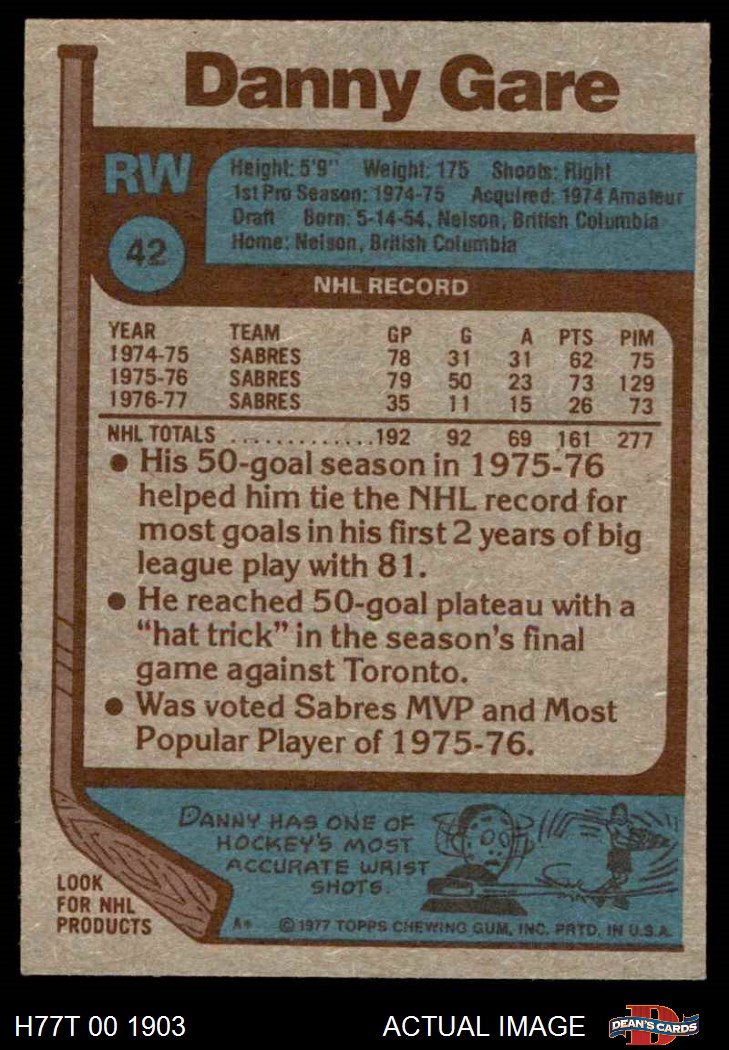 Danny Gare
RW
42
Height: 5'9" Weight: 175 Shoots: Right
1st Pro Season: 1974-75 Acquired: 1974 Amateur
Draft Born: 5-14-54, Nelson, British Columbia
Home: Nelson, British Columbia
NHL RECORD
YEAR TEAM GP G A PTS PIM
1974-75 SABRES 78 31 31 62 75
1975-76 SABRES 79 50 23 73 129
1976-77 SABRES 35 11 15 26 73
NHL TOTALS .............192 92 69 161 277
● His 50-goal season in 1975-76
helped him tie the NHL record for
most goals in his first 2 years of big
league play with 81.
● He reached 50-goal plateau with a
"hat trick" in the season's final
game against Toronto.
● Was voted Sabres MVP and Most
Popular Player of 1975-76.
DANNY HAS ONE OF
HOCKEY'S MOST
ACCURATE WRIST
SHOTS.
LOOK
FOR NHL
PRODUCTS
A* © 1977 TOPPS CHEWING GUM, INC. PRTD. IN U.S.A.
H77T 00 1903 ACTUAL IMAGE
D
DEAN'S CARDS